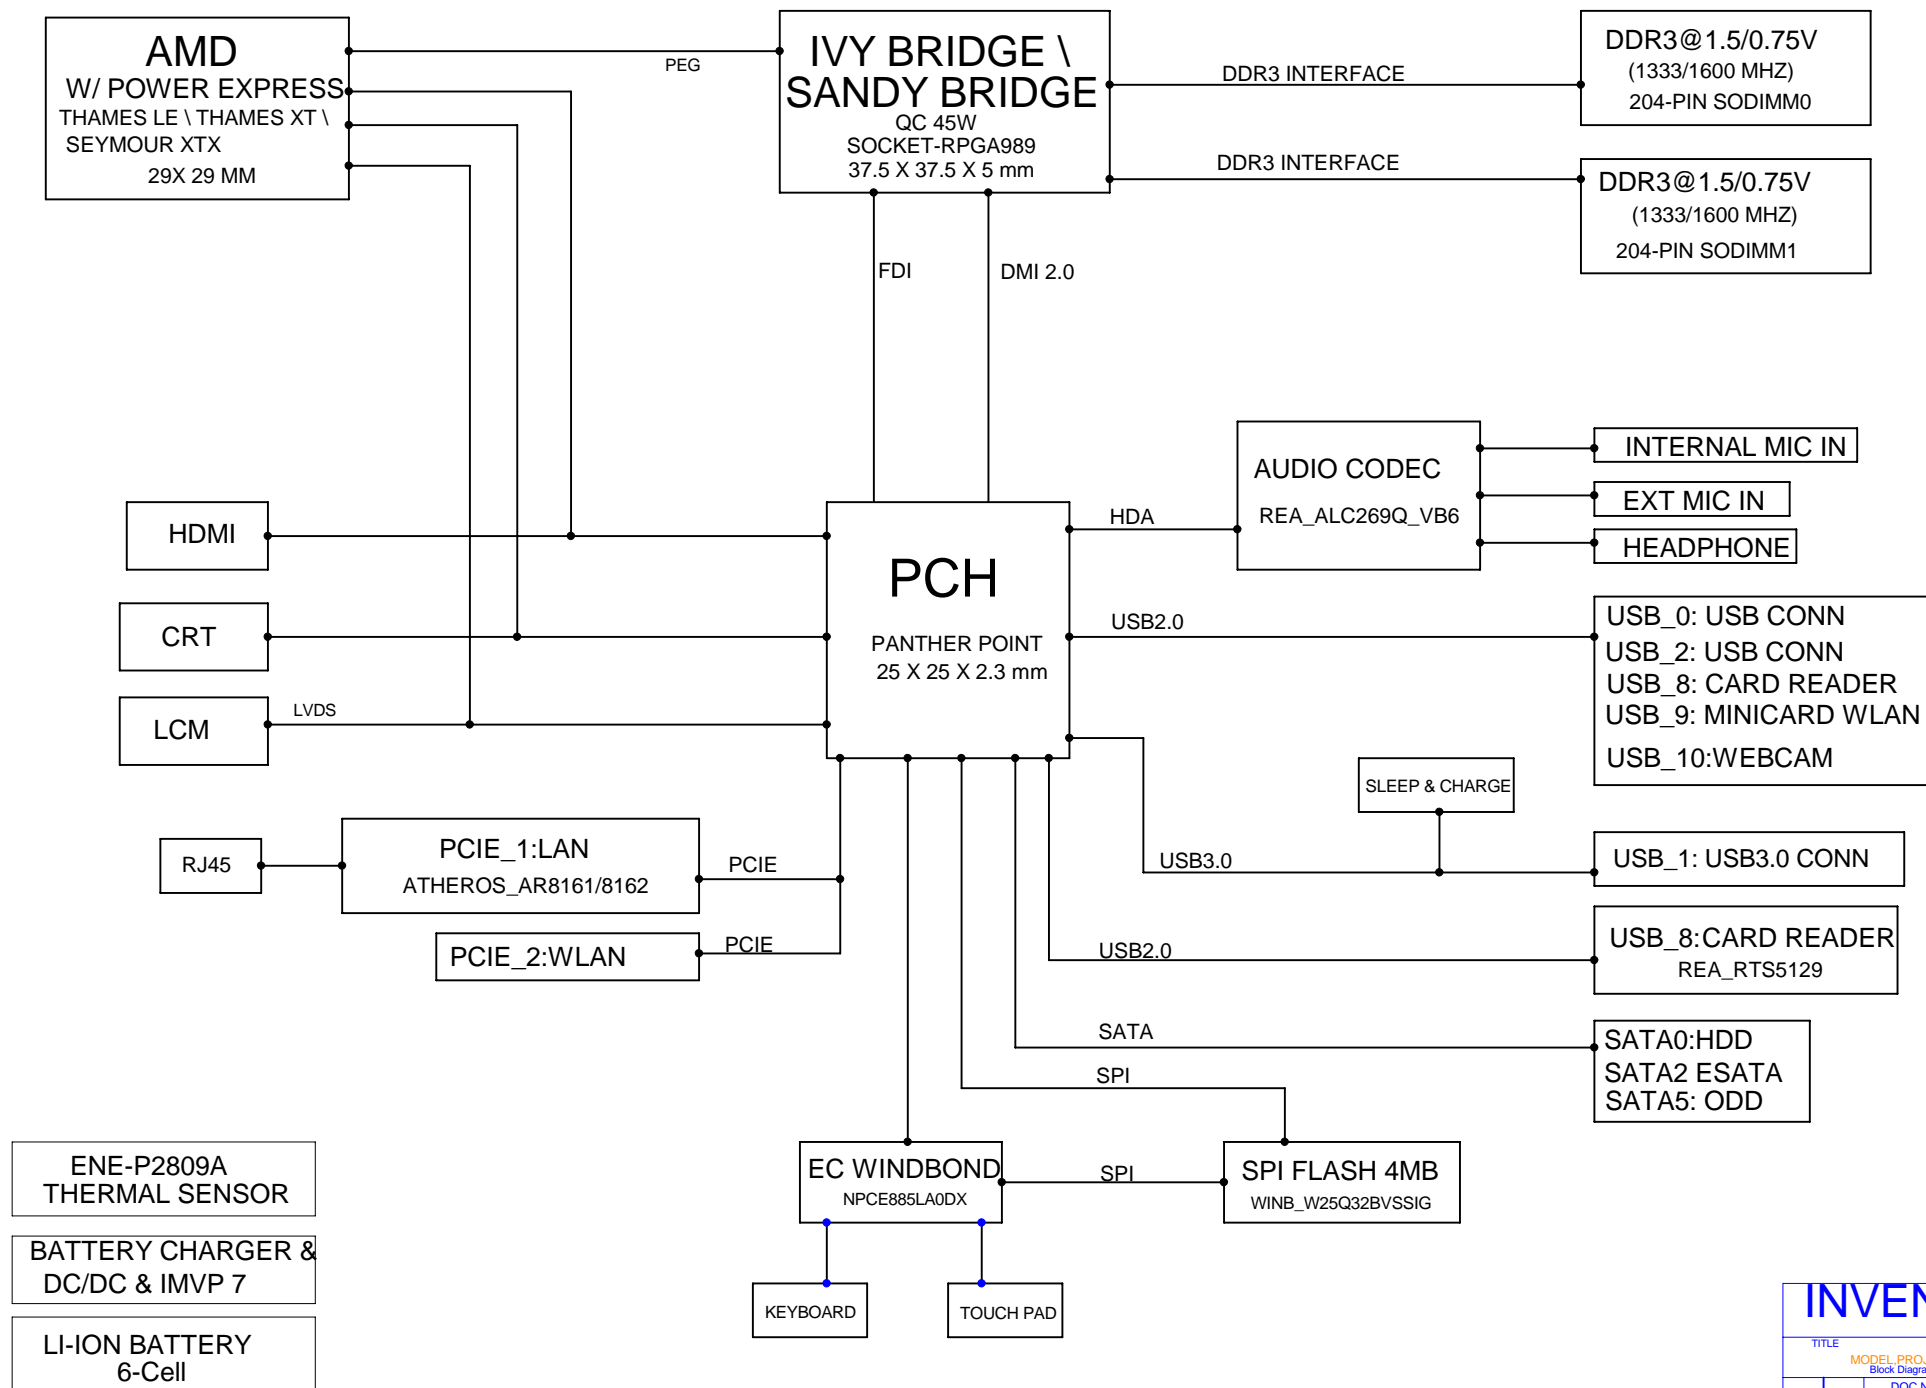 AMD
W/ POWER EXPRESS
THAMES LE \ THAMES XT \
SEYMOUR XTX
29X 29 MM
PEG
IVY BRIDGE \
SANDY BRIDGE
QC 45W
SOCKET-RPGA989
37.5 X 37.5 X 5 mm
DDR3 INTERFACE
DDR3@1.5/0.75V
(1333/1600 MHZ)
204-PIN SODIMM0
DDR3 INTERFACE
DDR3@1.5/0.75V
(1333/1600 MHZ)
204-PIN SODIMM1
FDI
DMI 2.0
HDMI
CRT
LCM
LVDS
PCH
PANTHER POINT
25 X 25 X 2.3 mm
HDA
AUDIO CODEC
REA_ALC269Q_VB6
INTERNAL MIC IN
EXT MIC IN
HEADPHONE
USB2.0
USB_0: USB CONN
USB_2: USB CONN
USB_8: CARD READER
USB_9: MINICARD WLAN
USB_10:WEBCAM
SLEEP & CHARGE
USB3.0
USB_1: USB3.0 CONN
RJ45
PCIE_1:LAN
ATHEROS_AR8161/8162
PCIE
PCIE_2:WLAN
PCIE
USB2.0
USB_8:CARD READER
REA_RTS5129
SATA
SATA0:HDD
SATA2 ESATA
SATA5: ODD
SPI
EC WINDBOND
NPCE885LA0DX
SPI
SPI FLASH 4MB
WINB_W25Q32BVSSIG
KEYBOARD
TOUCH PAD
ENE-P2809A
THERMAL SENSOR
BATTERY CHARGER &
DC/DC & IMVP 7
LI-ION BATTERY
6-Cell
INVEN
TITLE
MODEL,PROJ
Block Diagra